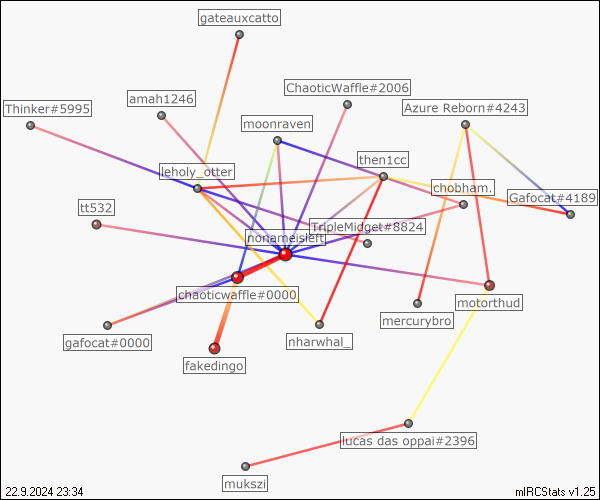 gateauxcatto
ChaoticWaffle#2006
amah1246
Thinker#5995
Azure Reborn#4243
moonraven
then1cc
leholy_otter
chobham.
Gafocat#4189
tt532
TripleMidget#8824
nonameisleft
chaoticwaffle#0000
motorthud
mercurybro
gafocat#0000
nharwhal_
fakedingo
lucas das oppai#2396
mukszi
22.9.2024 23:34
mIRCStats v1.25